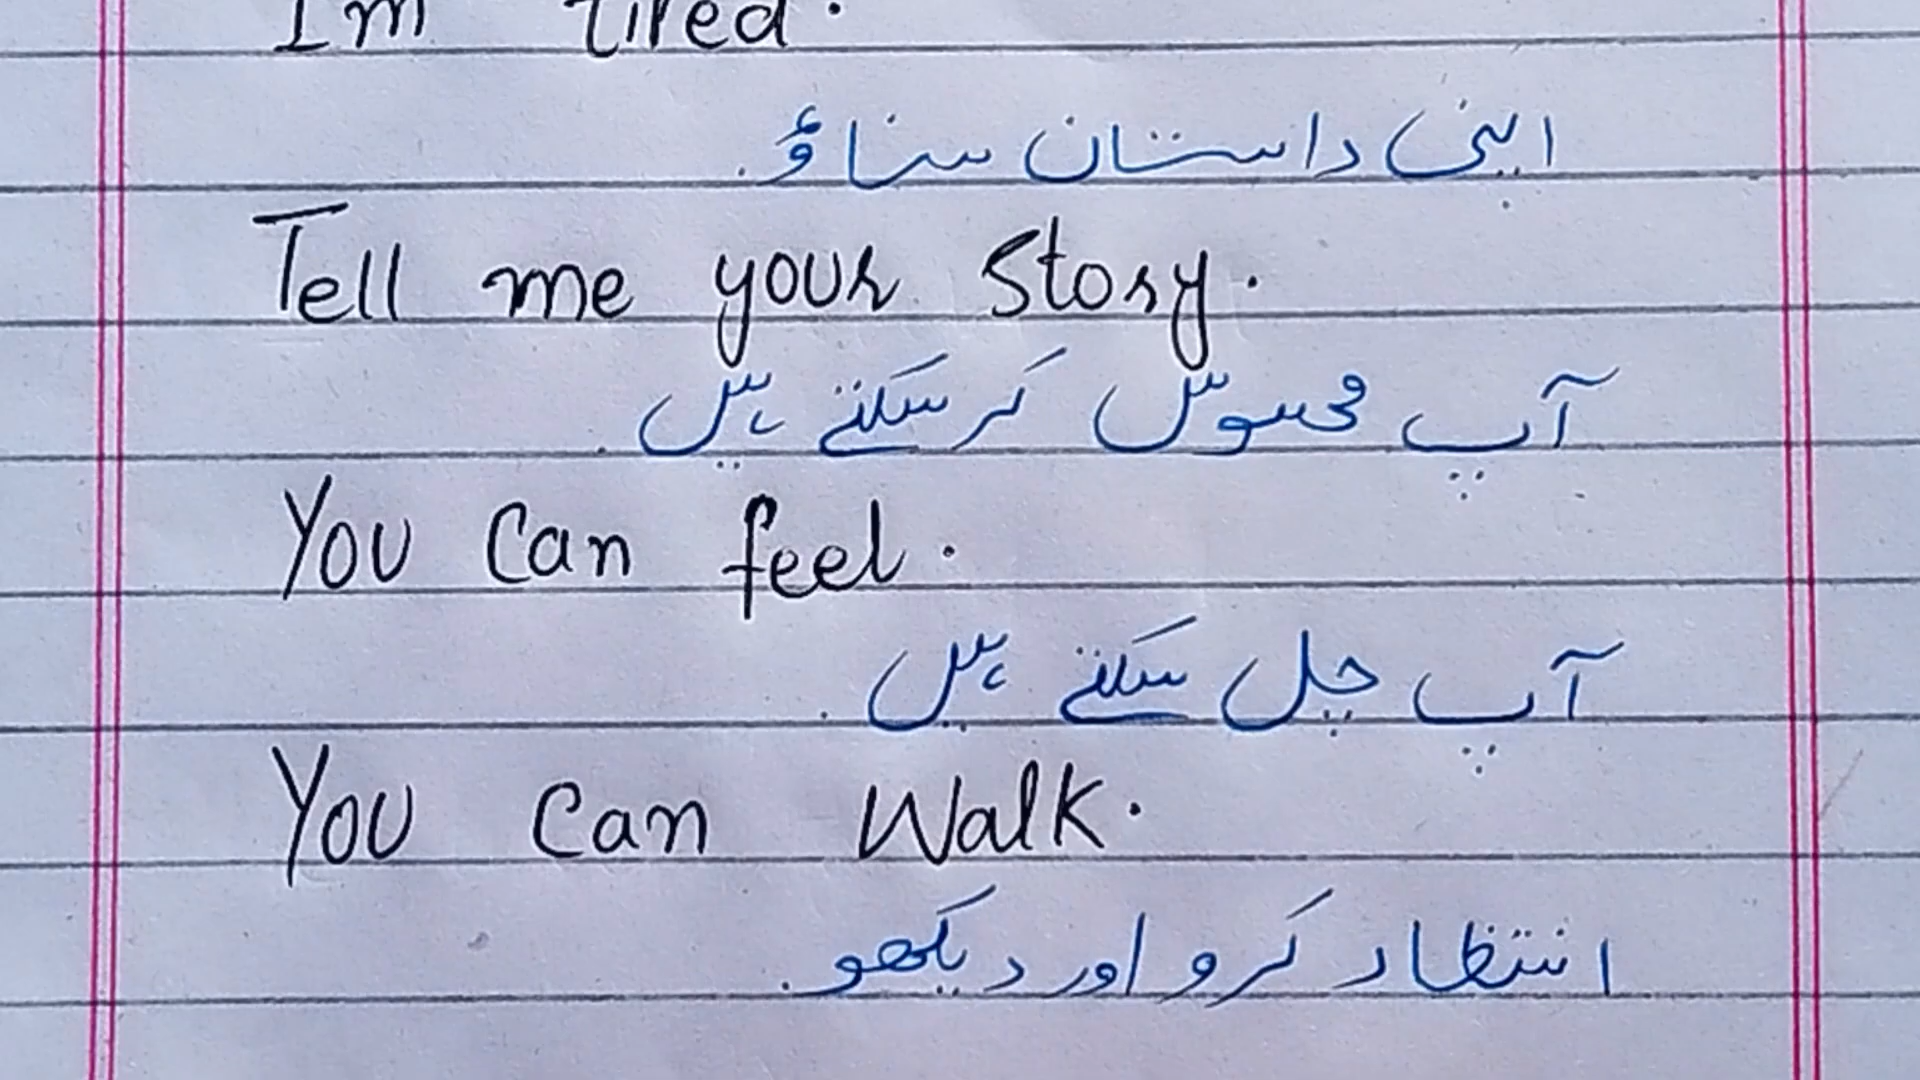 I'm tired.
اپنی داستان سناؤ.
Tell me your story.
آپ محسوس کر سکتے ہیں.
You can feel.
آپ چل سکتے ہیں.
You can walk.
انتظار کرو اور دیکھو.